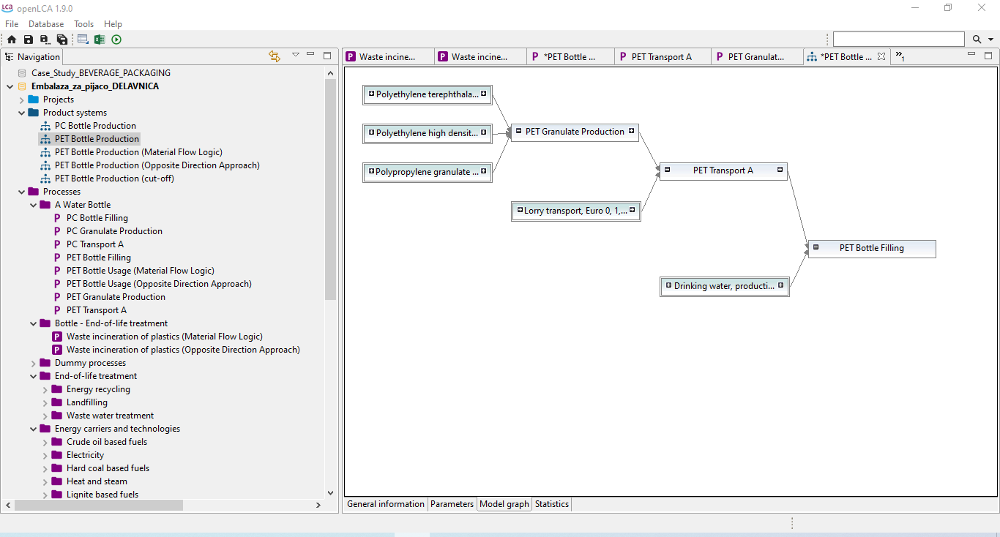 LCA openLCA 1.9.0
File Database Tools Help
Navigation
Waste incine...
Waste incine...
*PET Bottle ...
PET Transport A
PET Granulat...
*PET Bottle ...
1
Case_Study_BEVERAGE_PACKAGING
Embalaza_za_pijaco_DELAVNICA
Projects
Product systems
PC Bottle Production
PET Bottle Production
PET Bottle Production (Material Flow Logic)
PET Bottle Production (Opposite Direction Approach)
PET Bottle Production (cut-off)
Processes
A Water Bottle
P PC Bottle Filling
P PC Granulate Production
P PC Transport A
P PET Bottle Filling
P PET Bottle Usage (Material Flow Logic)
P PET Bottle Usage (Opposite Direction Approach)
P PET Granulate Production
P PET Transport A
Bottle - End-of-life treatment
P Waste incineration of plastics (Material Flow Logic)
P Waste incineration of plastics (Opposite Direction Approach)
Dummy processes
End-of-life treatment
Energy recycling
Landfilling
Waste water treatment
Energy carriers and technologies
Crude oil based fuels
Electricity
Hard coal based fuels
Heat and steam
Lignite based fuels
Polyethylene terephthala...
Polyethylene high densit...
Polypropylene granulate ...
PET Granulate Production
Lorry transport, Euro 0, 1,...
PET Transport A
Drinking water, producti...
PET Bottle Filling
General information Parameters Model graph Statistics